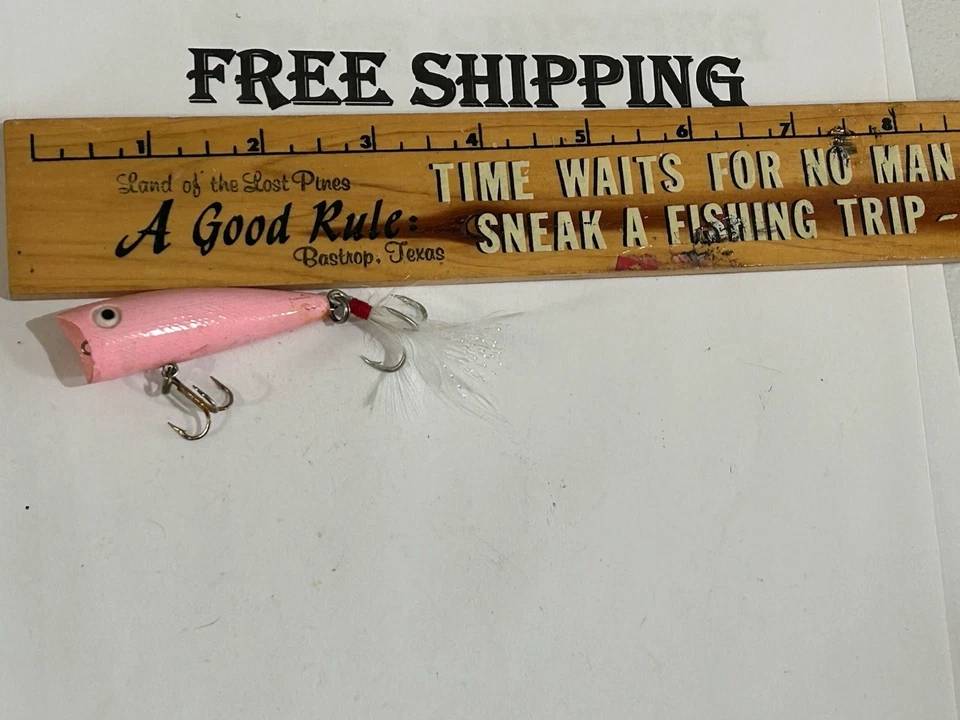 FREE SHIPPING
1 2 3 4 5 6 7 8
Land of the Lost Pines
A Good Rule:
Bastrop, Texas
TIME WAITS FOR NO MAN
SNEAK A FISHING TRIP -